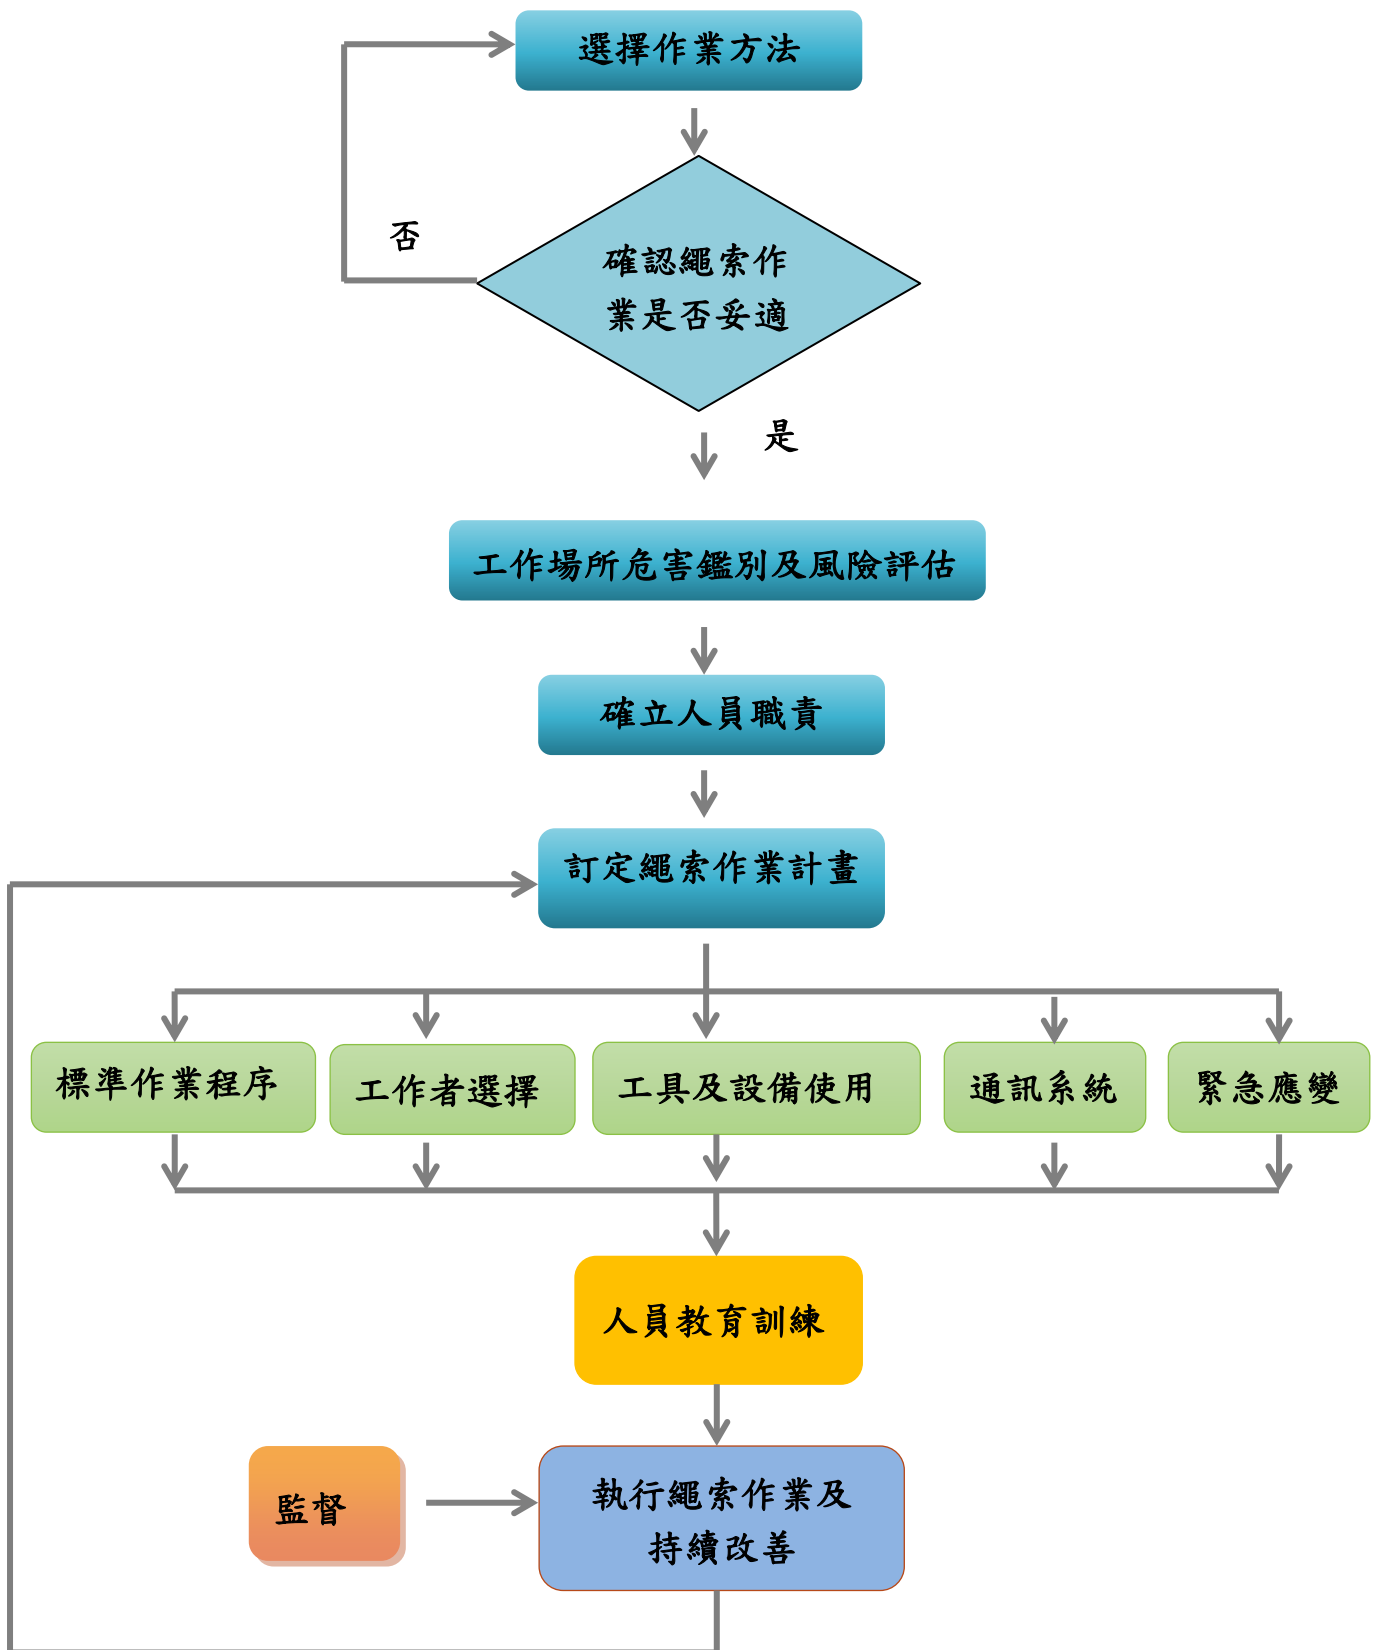 選擇作業方法
否
確認繩索作
業是否妥適
是
工作場所危害鑑別及風險評估
確立人員職責
訂定繩索作業計畫
標準作業程序
工作者選擇
工具及設備使用
通訊系統
緊急應變
人員教育訓練
監督
執行繩索作業及
持續改善